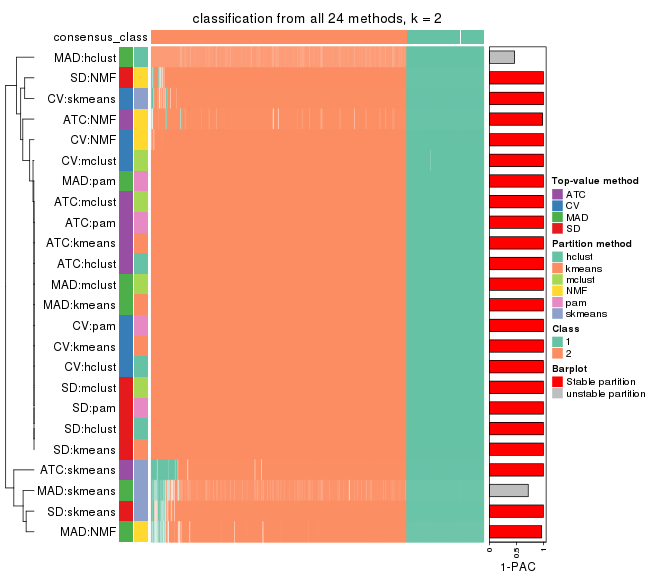 classification from all 24 methods, k = 2
consensus_class
MAD:hclust
SD:NMF
CV:skmeans
ATC:NMF
CV:NMF
CV:mclust
MAD:pam
ATC:mclust
ATC:pam
ATC:kmeans
ATC:hclust
MAD:mclust
MAD:kmeans
CV:pam
CV:kmeans
CV:hclust
SD:mclust
SD:pam
SD:hclust
SD:kmeans
ATC:skmeans
MAD:skmeans
SD:skmeans
MAD:NMF
0
0.5
1
1-PAC
Top-value method
ATC
CV
MAD
SD
Partition method
hclust
kmeans
mclust
NMF
pam
skmeans
Class
1
2
Barplot
Stable partition
unstable partition